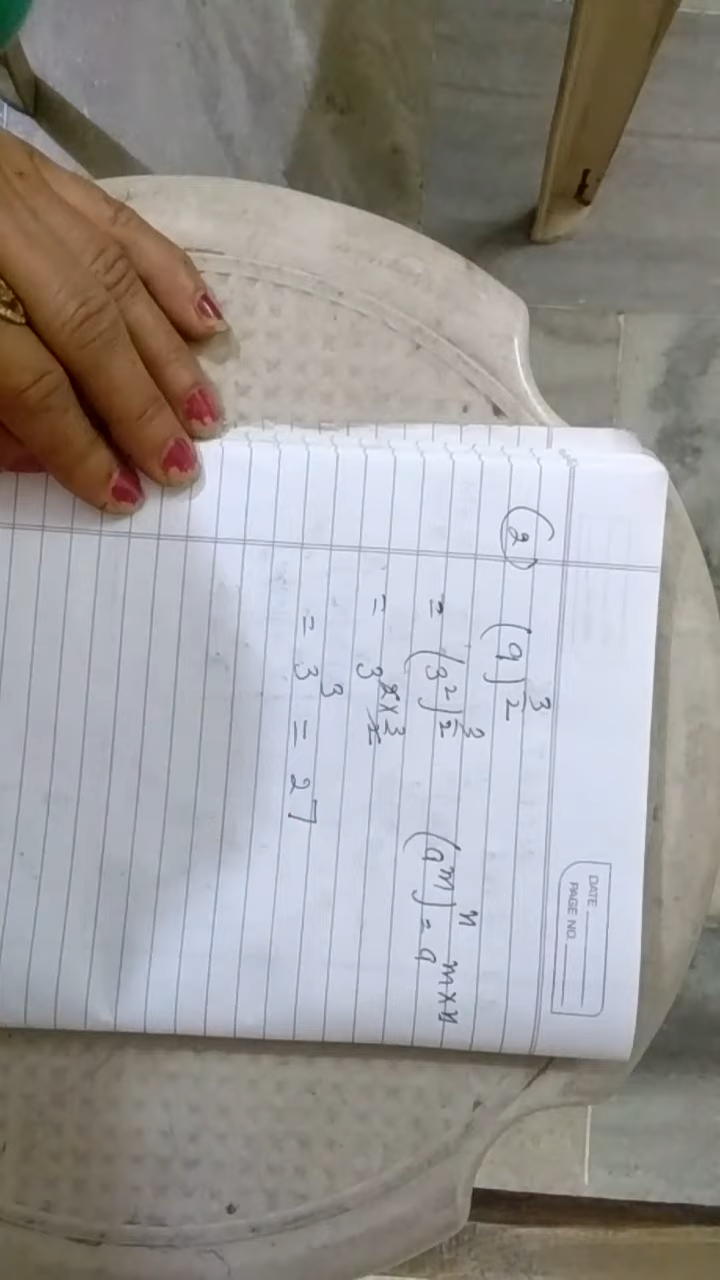 DATE
PAGE NO.
(2) (9)^3/2
= (3^2)^3/2 (a^m)^n = a^m×n
= 3^2×3/2
= 3^3 = 27